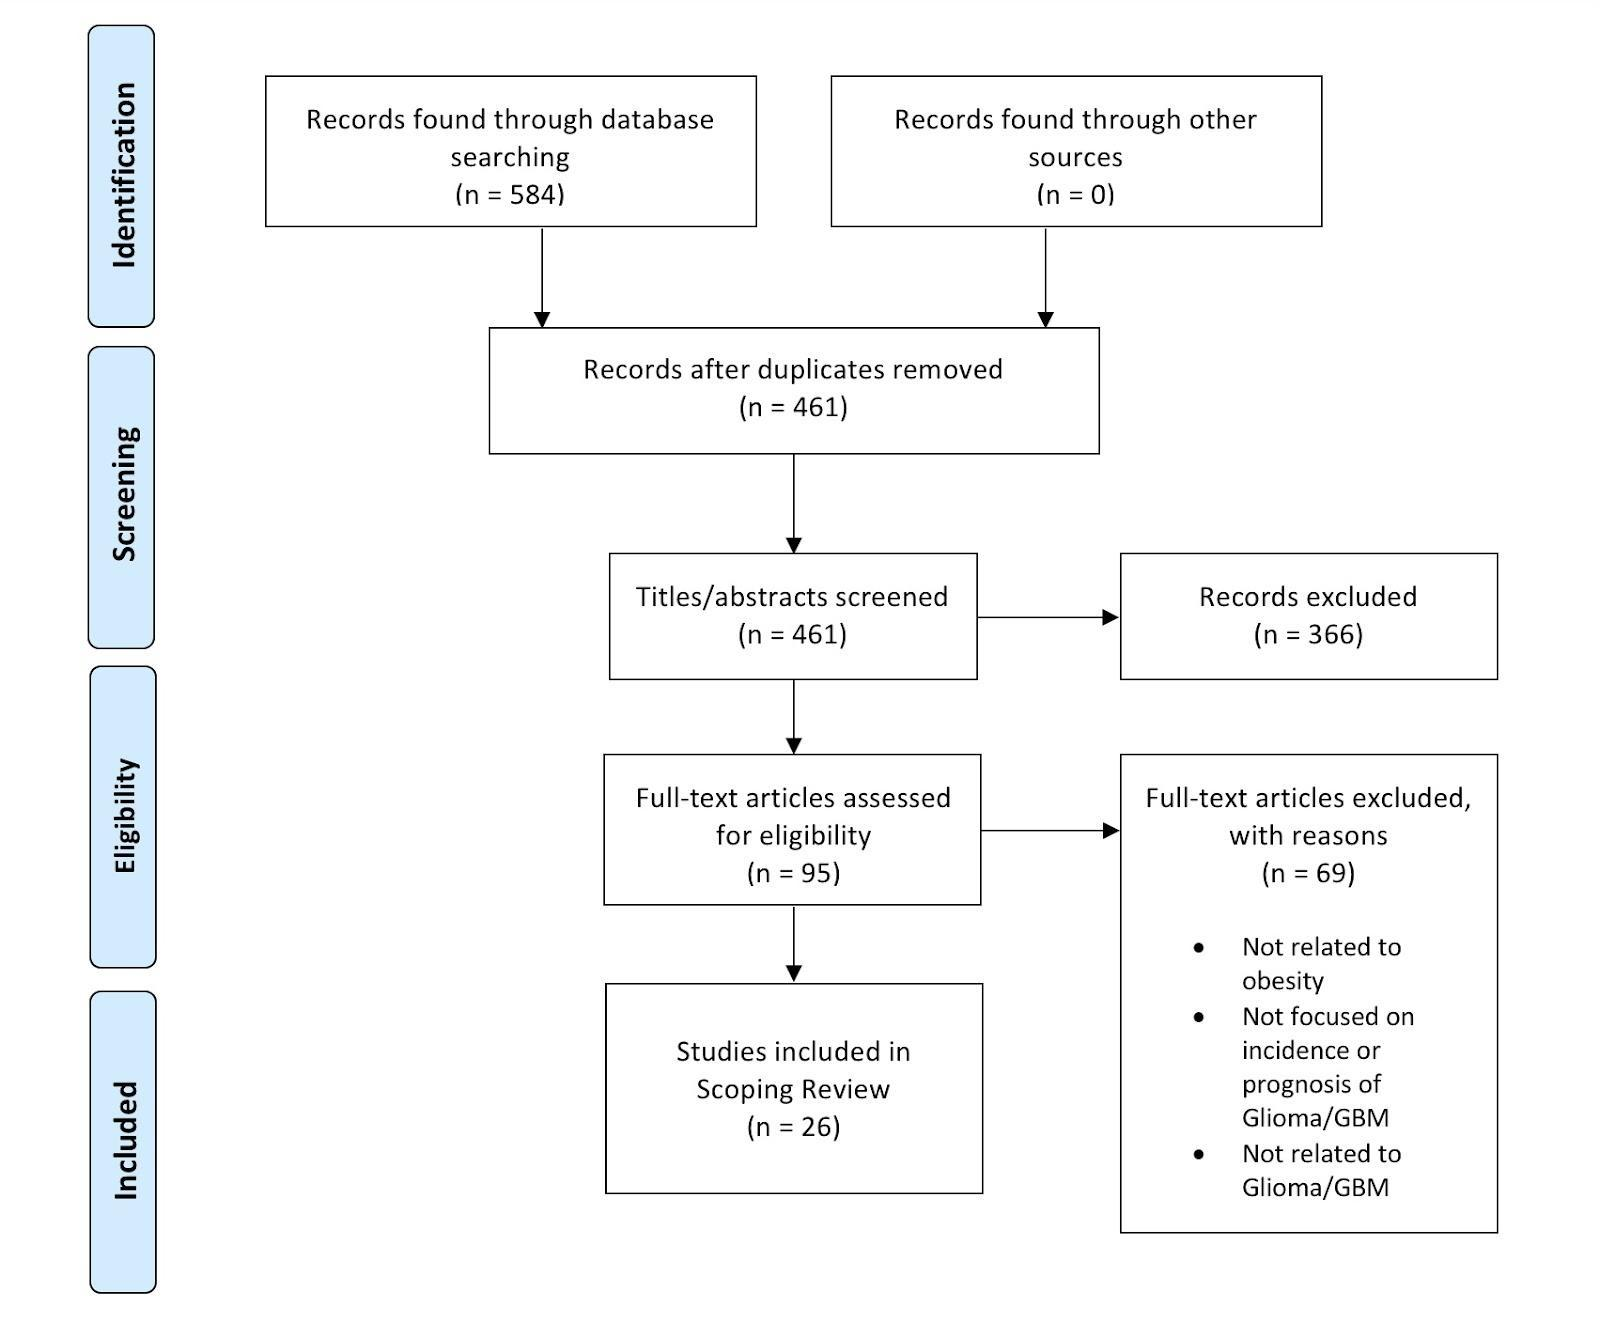 Identification
Records found through database
searching
(n = 584)
Records found through other
sources
(n = 0)
Screening
Records after duplicates removed
(n = 461)
Titles/abstracts screened
(n = 461)
Records excluded
(n = 366)
Eligibility
Full-text articles assessed
for eligibility
(n = 95)
Full-text articles excluded,
with reasons
(n = 69)
• Not related to
obesity
• Not focused on
incidence or
prognosis of
Glioma/GBM
• Not related to
Glioma/GBM
Included
Studies included in
Scoping Review
(n = 26)